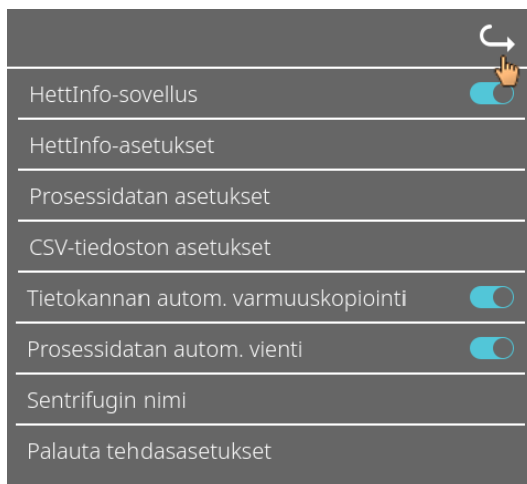 HettInfo-sovellus
HettInfo-asetukset
Prosessidatan asetukset
CSV-tiedoston asetukset
Tietokannan autom. varmuuskopiointi
Prosessidatan autom. vienti
Sentrifugin nimi
Palauta tehdasasetukset